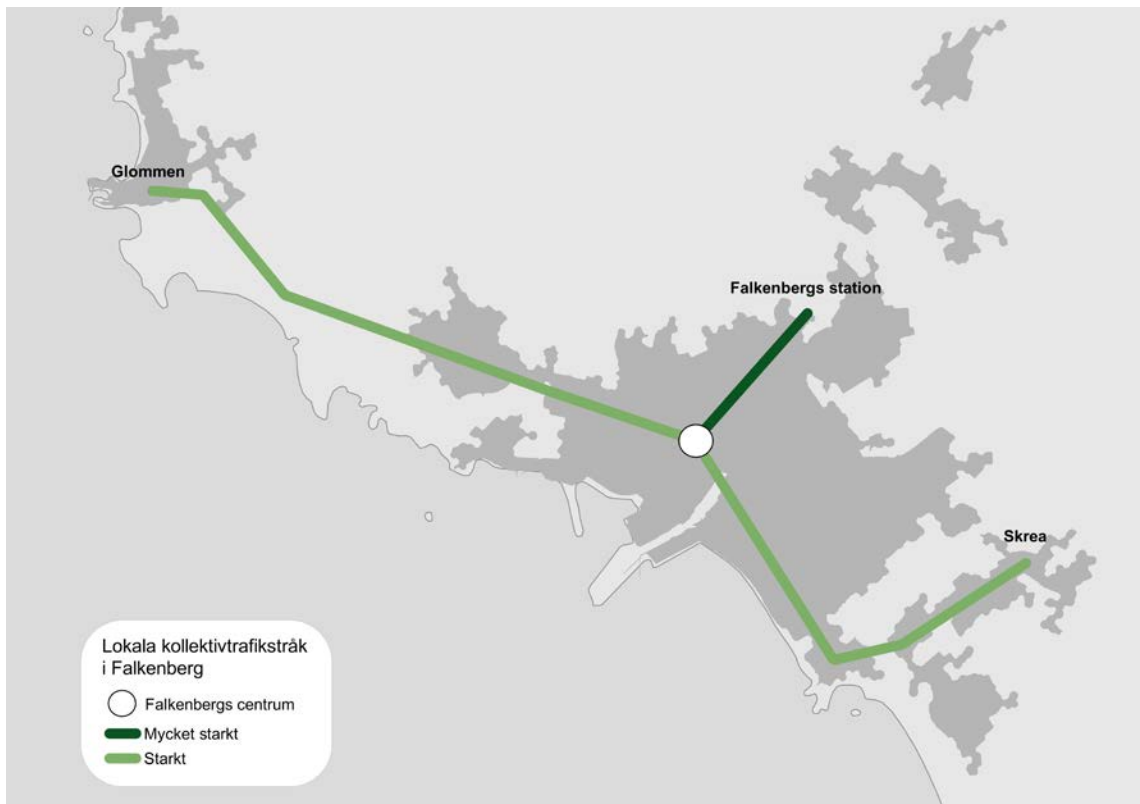 Glommen
Falkenbergs station
Skrea
Lokala kollektivtrafikstråk
i Falkenberg
Falkenbergs centrum
Mycket starkt
Starkt